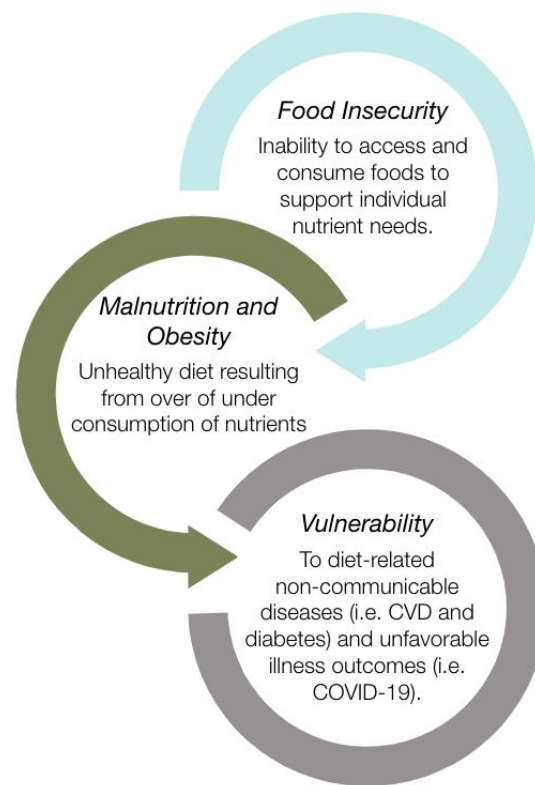 Food Insecurity
Inability to access and
consume foods to
support individual
nutrient needs.
Malnutrition and
Obesity
Unhealthy diet resulting
from over of under
consumption of nutrients
Vulnerability
To diet-related
non-communicable
diseases (i.e. CVD and
diabetes) and unfavorable
illness outcomes (i.e.
COVID-19).